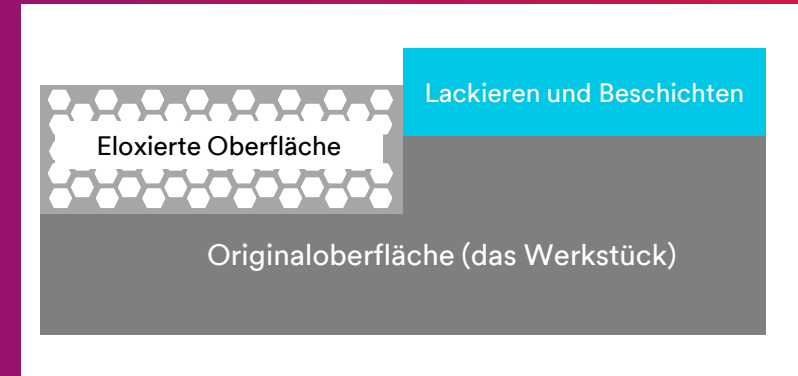 Lackieren und Beschichten
Eloxierte Oberfläche
Originaloberfläche (das Werkstück)